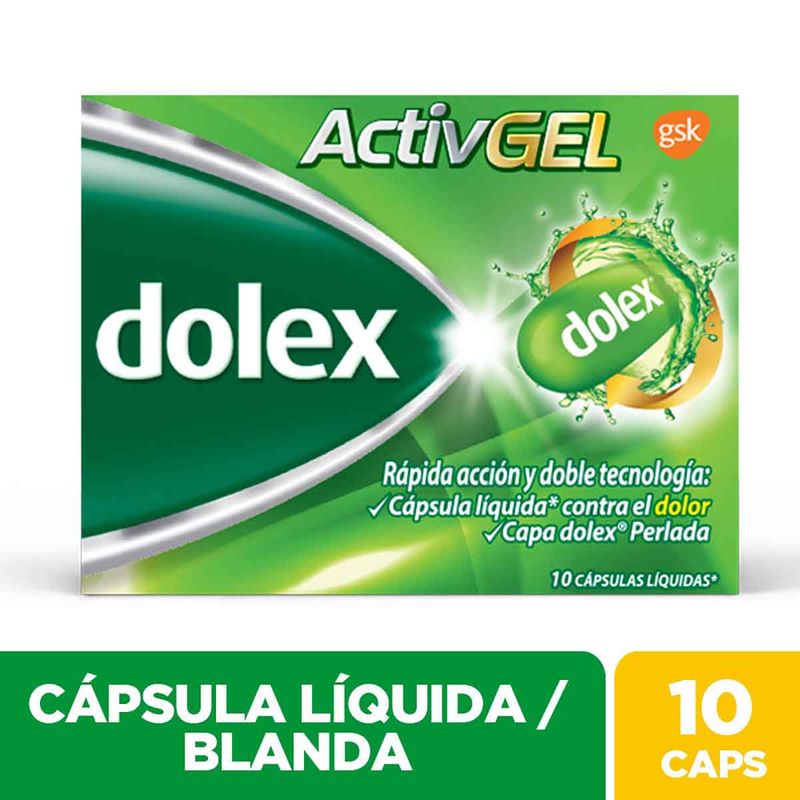 ActivGEL
gsk
dolex
dolex
Rápida acción y doble tecnología:
✓Cápsula líquida* contra el dolor
✓Capa dolex® Perlada
10 CÁPSULAS LÍQUIDAS*
CÁPSULA LÍQUIDA /
BLANDA
10
CAPS